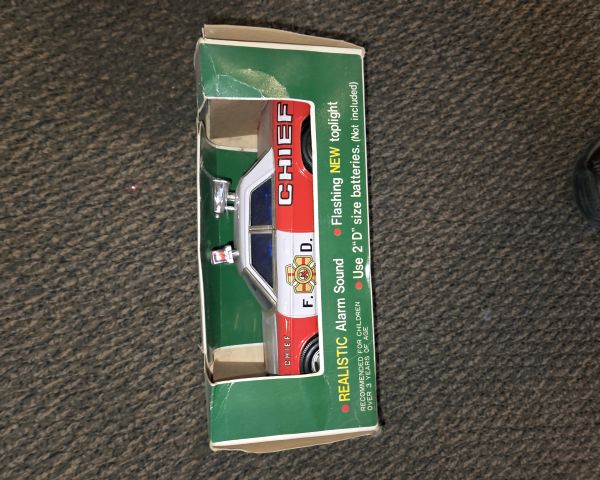 CHIEF
F. D.
CHIEF
● REALISTIC Alarm Sound ● Flashing NEW toplight
RECOMMENDED FOR CHILDREN
OVER 3 YEARS OF AGE
● Use 2"D" size batteries. (Not included)